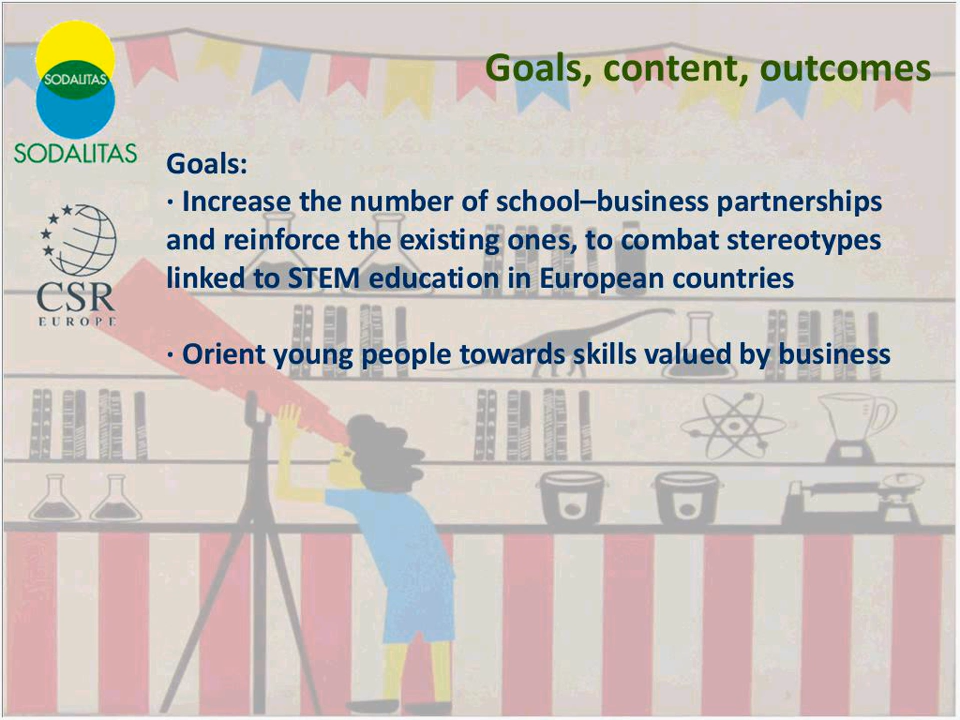 Goals, content, outcomes
SODALITAS
SODALITAS
CSR
EUROPE
Goals:
· Increase the number of school–business partnerships
and reinforce the existing ones, to combat stereotypes
linked to STEM education in European countries
· Orient young people towards skills valued by business